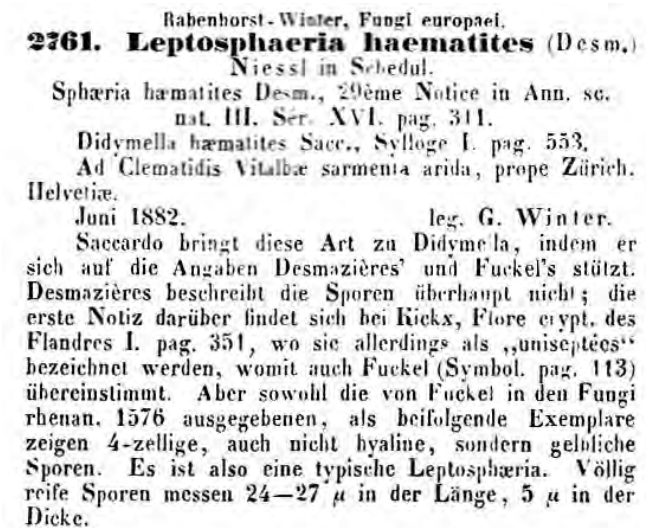 Rabenhorst-Winter, Fungi europaei.
2761. Leptosphaeria haematites (Desm.)
Niessl in Schedul.
Sphæria hæmatites Desm., 29ème Notice in Ann. sc.
nat. III. Sér. XVI. pag. 311.
Didymella hæmatites Sacc., Sylloge I. pag. 553.
Ad Clematidis Vitalbæ sarmenta arida, prope Zürich.
Helvetiæ.
Juni 1882. leg. G. Winter.
Saccardo bringt diese Art zu Didymella, indem er
sich auf die Angaben Desmazières' und Fuckel's stützt.
Desmazières beschreibt die Sporen überhaupt nicht; die
erste Notiz darüber findet sich bei Kickx, Flore crypt. des
Flandres I. pag. 351, wo sie allerdings als „uniseptées“
bezeichnet werden, womit auch Fuckel (Symbol. pag. 113)
übereinstimmt. Aber sowohl die von Fuckel in den Fungi
rhenan. 1576 ausgegebenen, als beifolgende Exemplare
zeigen 4-zellige, auch nicht hyaline, sondern gelbliche
Sporen. Es ist also eine typische Leptosphæria. Völlig
reife Sporen messen 24—27 µ in der Länge, 5 µ in der
Dicke.